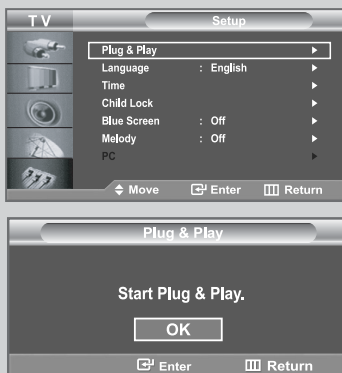 TV Setup
Plug & Play
Language : English
Time
Child Lock
Blue Screen : Off
Melody : Off
PC
Move Enter Return
Plug & Play
Start Plug & Play.
OK
Enter Return